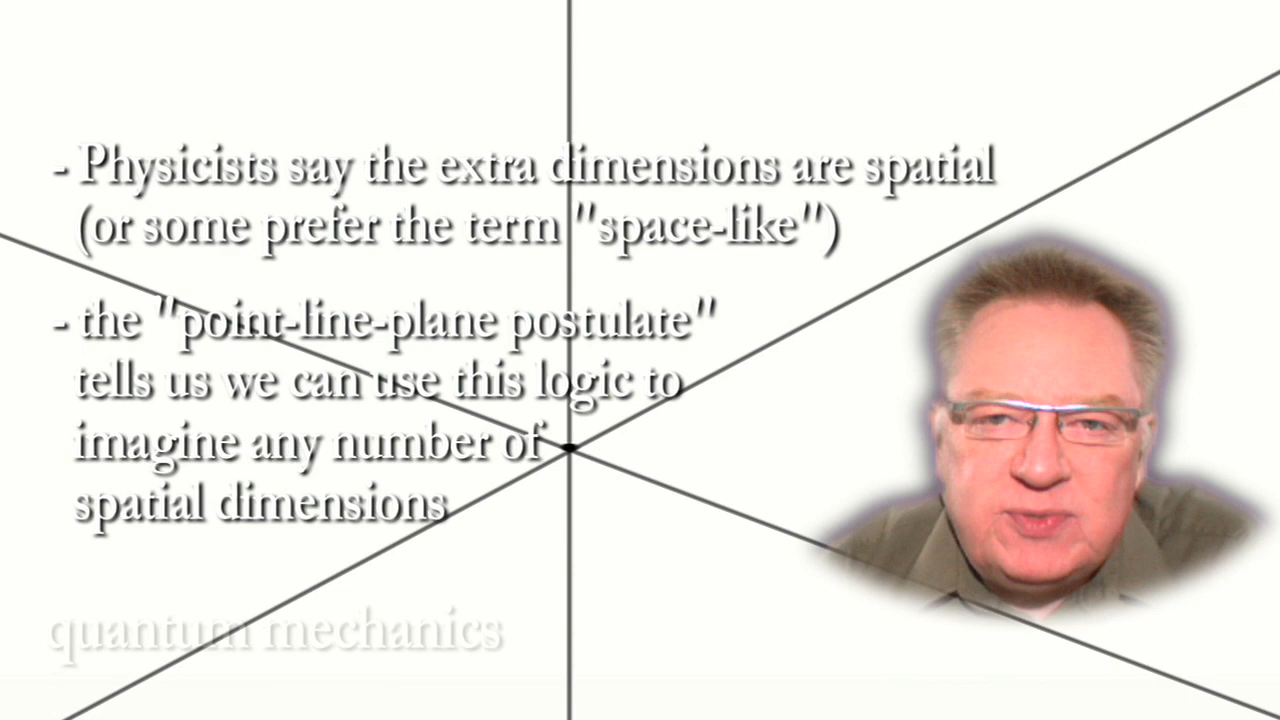 - Physicists say the extra dimensions are spatial
(or some prefer the term "space-like")
- the "point-line-plane postulate"
tells us we can use this logic to
imagine any number of
spatial dimensions
quantum mechanics